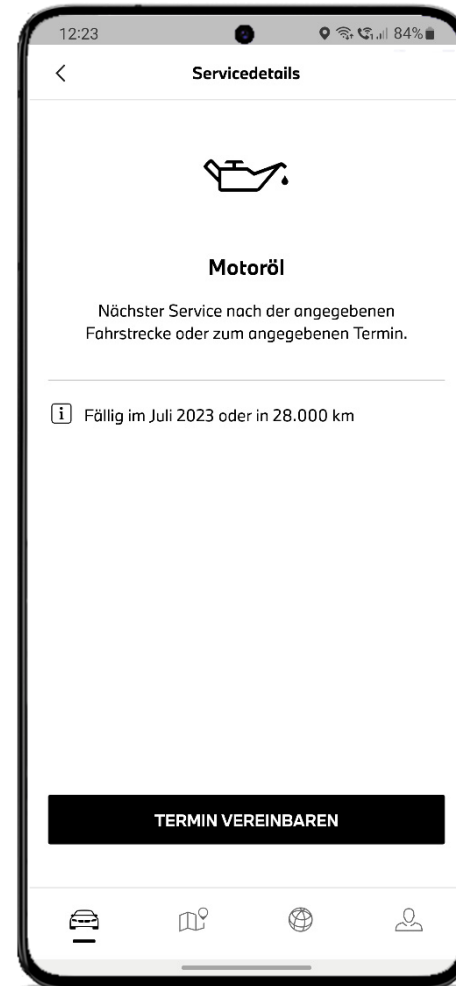 12:23
84%
Servicedetails
Motoröl
Nächster Service nach der angegebenen
Fahrstrecke oder zum angegebenen Termin.
Fällig im Juli 2023 oder in 28.000 km
TERMIN VEREINBAREN